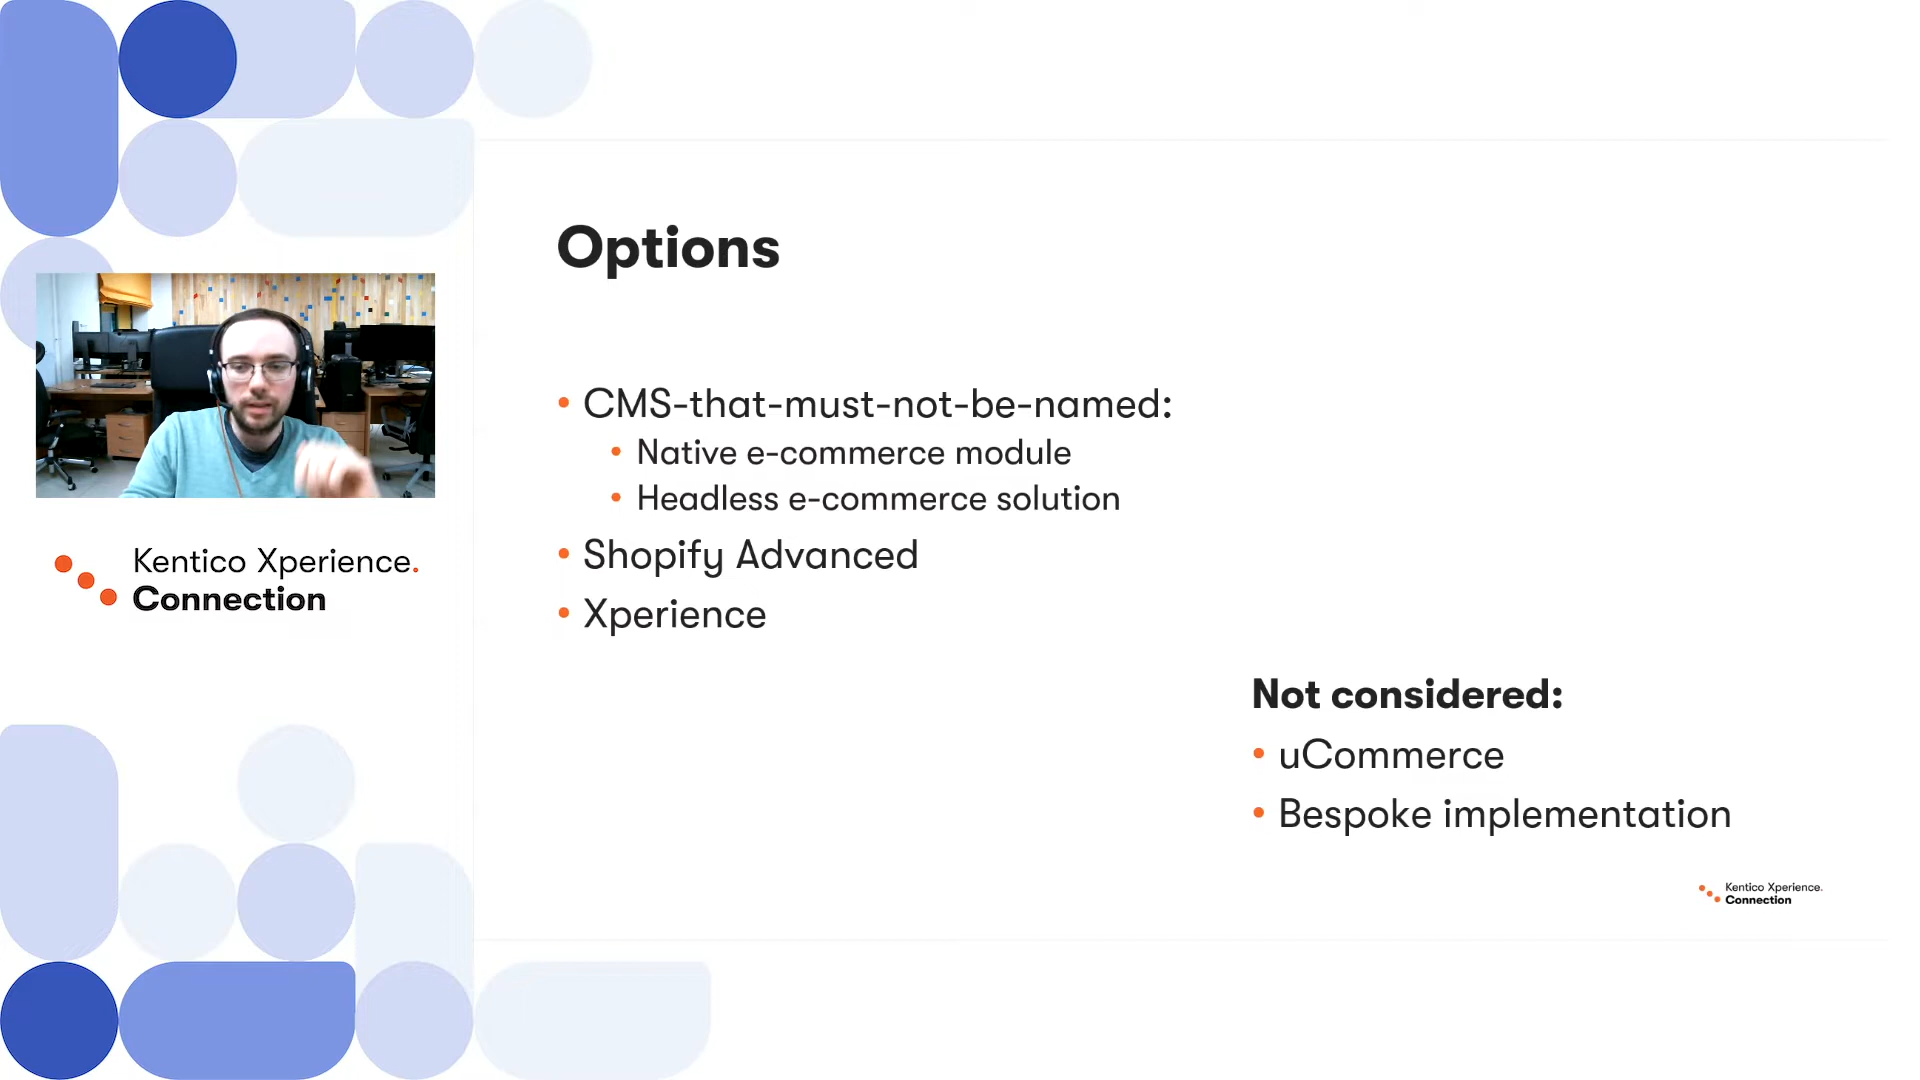 Options
CMS-that-must-not-be-named:
Native e-commerce module
Headless e-commerce solution
Shopify Advanced
Xperience
Kentico Xperience.
Connection
Not considered:
uCommerce
Bespoke implementation
Kentico Xperience.
Connection